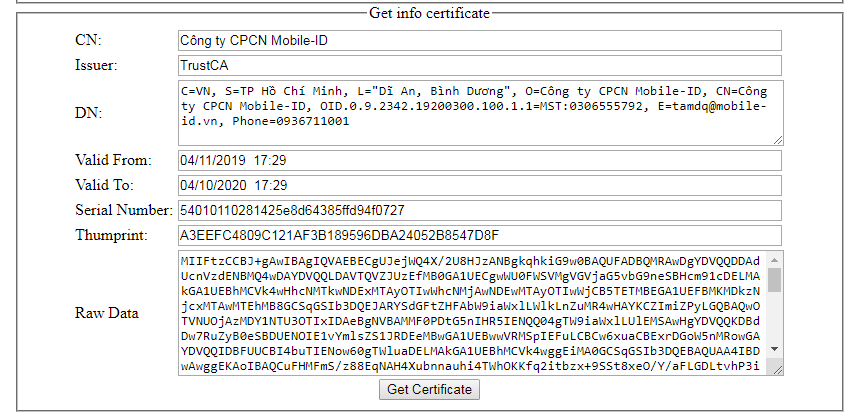 Get info certificate
CN: Công ty CPCN Mobile-ID
Issuer: TrustCA
DN: C=VN, S=TP Hồ Chí Minh, L="Dĩ An, Bình Dương", O=Công ty CPCN Mobile-ID, CN=Công
ty CPCN Mobile-ID, OID.0.9.2342.19200300.100.1.1=MST:0306555792, E=tamdq@mobile-
id.vn, Phone=0936711001
Valid From: 04/11/2019 17:29
Valid To: 04/10/2020 17:29
Serial Number: 54010110281425e8d64385ffd94f0727
Thumprint: A3EEFC4809C121AF3B189596DBA24052B8547D8F
Raw Data
MIIFtzCCBJ+gAwIBAgIQVAEBECgUJejWQ4X/2U8HJzANBgkqhkiG9w0BAQUFADBQMRAwDgYDVQQDDAd
UcnVzdENBMQ4wDAYDVQQLDAVTQVZJUzEfMB0GA1UECgwWU0FWSVMgVGVjaG5vbG9neSBHcm91cDELMA
kGA1UEBhMCVk4wHhcNMTkwNDExMTAyOTIwWhcNMjAwNDEwMTAyOTIwWjCB5TETMBEGA1UEFBMKMDkzN
jcxMTAwMTEhMB8GCSqGSIb3DQEJARYSdGFtZHFAbW9iaWxlLWlkLnZuMR4wHAYKCZImiZPyLGQBAQwO
TVNUOjAzMDY1NTU3OTIxIDAeBgNVBAMMF0PDtG5nIHR5IENQQ04gTW9iaWxlLUlEMSAwHgYDVQQKDBd
Dw7RuZyB0eSBDUENOIE1vYmlsZS1JRDEeMBwGA1UEBwwVRMSpIEFuLCBCw6xuaCBExrDGoW5nMRowGA
YDVQQIDBFUUCBI4buTIENow60gTWluaDELMAkGA1UEBhMCVk4wggEiMA0GCSqGSIb3DQEBAQUAA4IBD
wAwggEKAoIBAQCuFHMFmS/z88EqNAH4Xubnnauhi4TWhOKKfq2itbzx+9SSt8xeO/Y/aFLGDLtvhP3i
Get Certificate